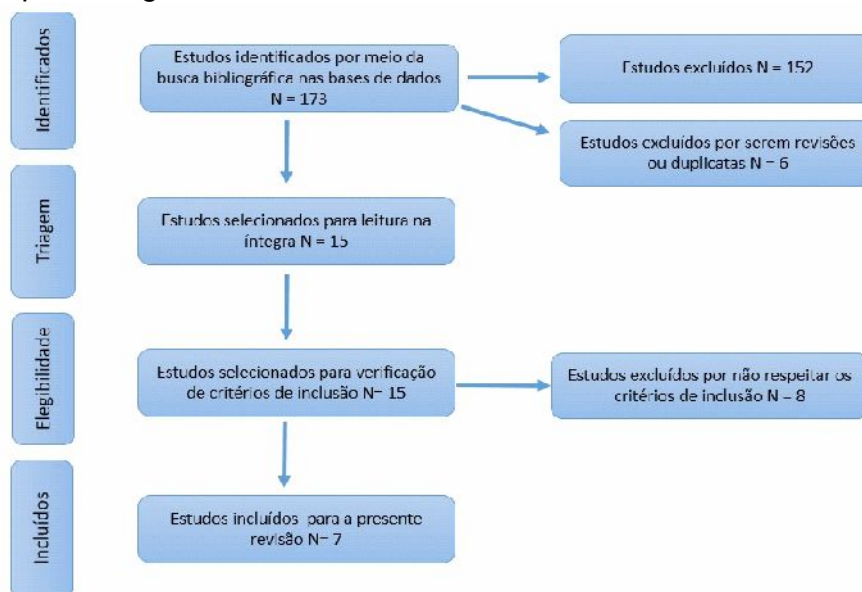 Identificados
Estudos identificados por meio da
busca bibliográfica nas bases de dados
N = 173
Estudos excluídos N = 152
Estudos excluídos por serem revisões
ou duplicatas N = 6
Triagem
Estudos selecionados para leitura na
íntegra N = 15
Elegibilidade
Estudos selecionados para verificação
de critérios de inclusão N= 15
Estudos excluídos por não respeitar os
critérios de inclusão N = 8
Incluídos
Estudos incluídos para a presente
revisão N= 7